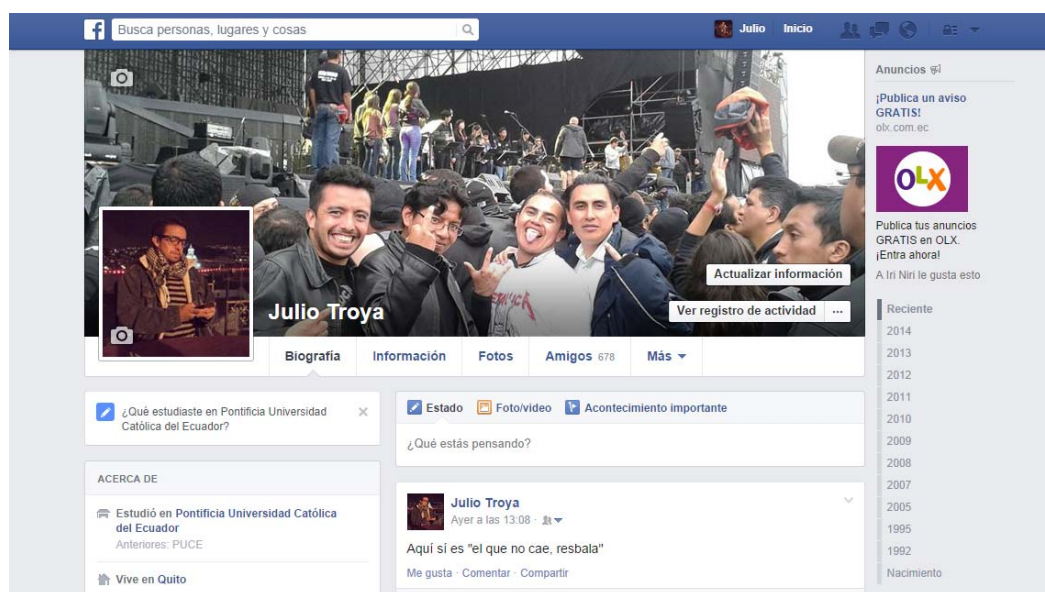 f
Busca personas, lugares y cosas
Julio
Inicio
Julio Troya
Actualizar información
Ver registro de actividad
...
Biografía
Información
Fotos
Amigos 678
Más
¿Qué estudiaste en Pontificia Universidad
Católica del Ecuador?
ACERCA DE
Estudió en Pontificia Universidad Católica
del Ecuador
Anteriores: PUCE
Vive en Quito
Estado
Foto/video
Acontecimiento importante
¿Qué estás pensando?
Julio Troya
Ayer a las 13:08 ·
Aquí sí es "el que no cae, resbala"
Me gusta · Comentar · Compartir
Anuncios
¡Publica un aviso
GRATIS!
olx.com.ec
OLX
Publica tus anuncios
GRATIS en OLX.
¡Entra ahora!
A Iri Niri le gusta esto
Reciente
2014
2013
2012
2011
2010
2009
2008
2007
2005
1995
1992
Nacimiento